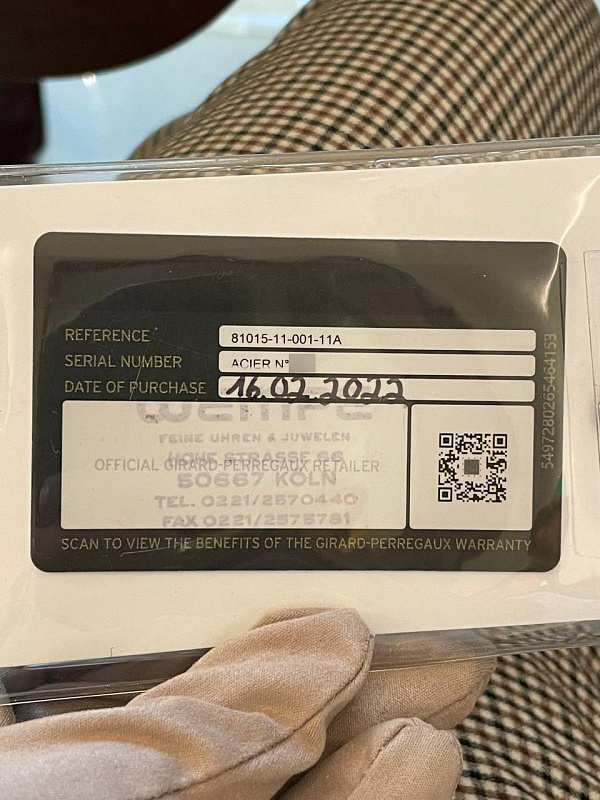 REFERENCE 81015-11-001-11A
SERIAL NUMBER ACIER N°
DATE OF PURCHASE 16.02.2022
WEMPE
FEINE UHREN & JUWELEN
HOHE STRASSE 66
OFFICIAL GIRARD-PERREGAUX RETAILER
50667 KÖLN
TEL. 0221/2570440
FAX 0221/2575781
SCAN TO VIEW THE BENEFITS OF THE GIRARD-PERREGAUX WARRANTY
5497280265464153